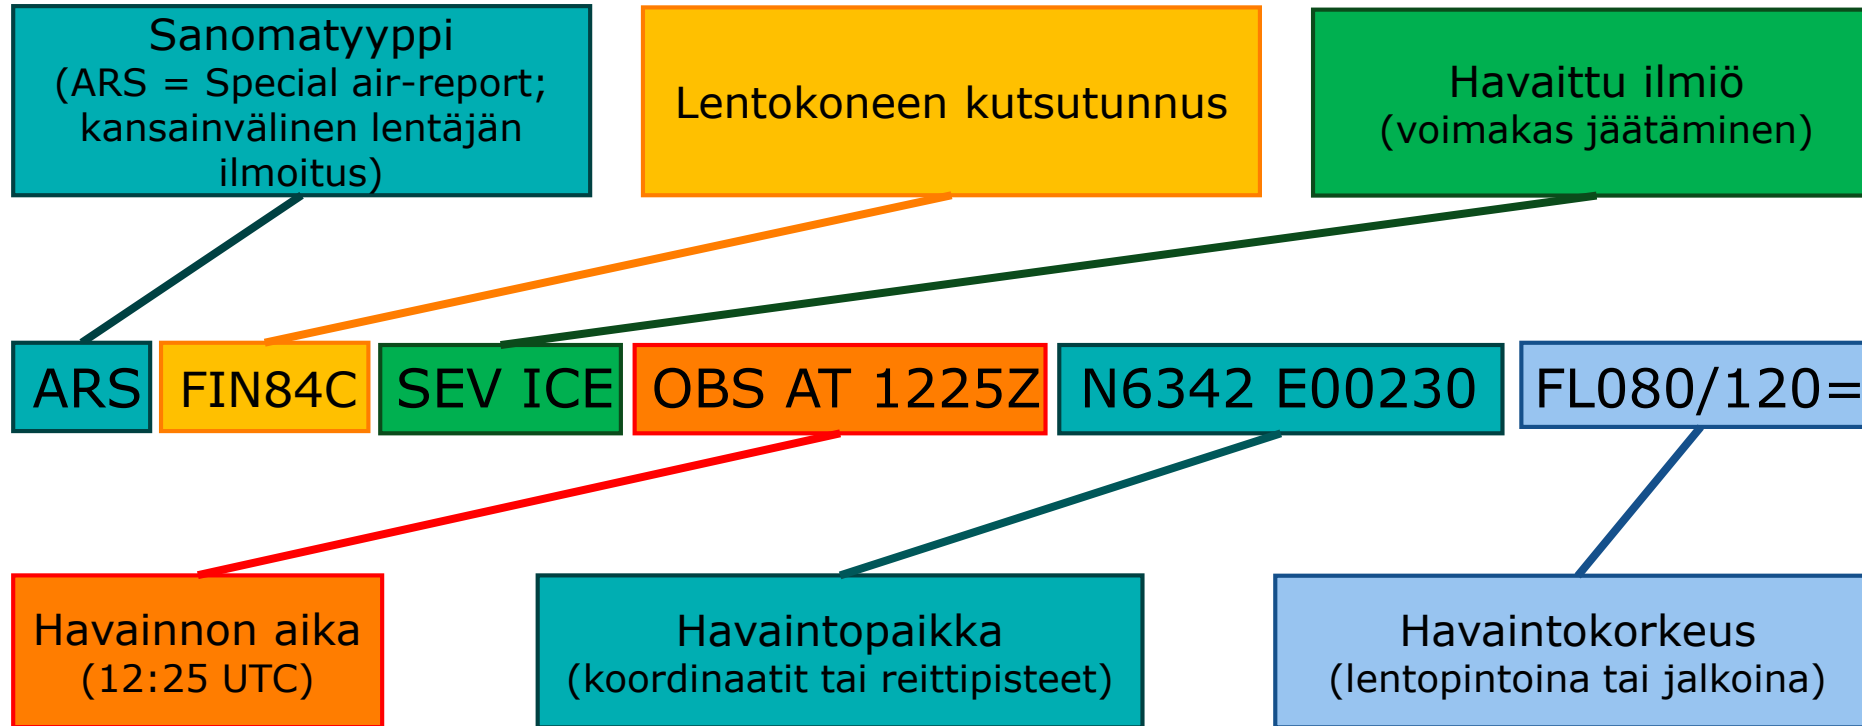 Sanomatyyppi
(ARS = Special air-report;
kansainvälinen lentäjän
ilmoitus)
Lentokoneen kutsutunnus
Havaittu ilmiö
(voimakas jäätäminen)
ARS FIN84C SEV ICE OBS AT 1225Z N6342 E00230 FL080/120=
Havainnon aika
(12:25 UTC)
Havaintopaikka
(koordinaatit tai reittipisteet)
Havaintokorkeus
(lentopintoina tai jalkoina)